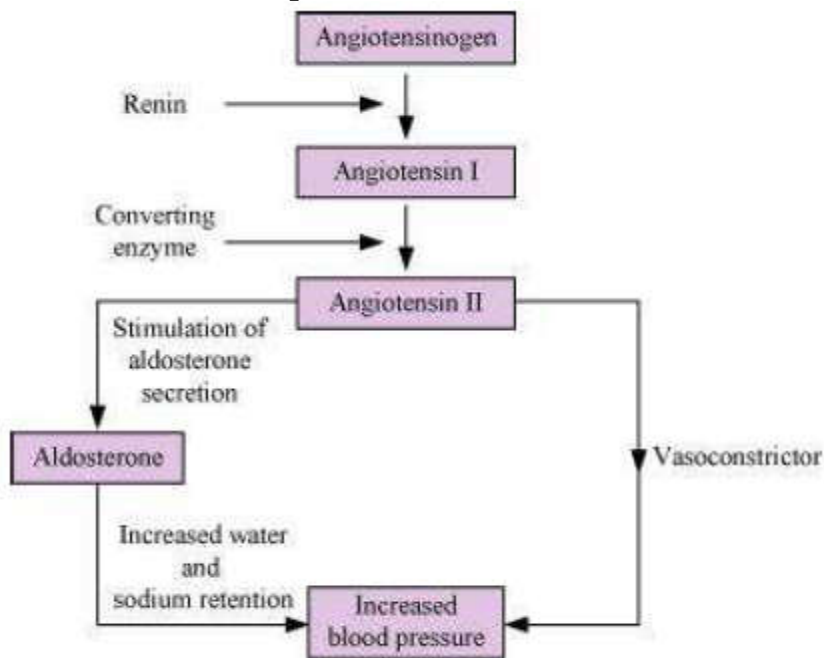 Angiotensinogen
Renin
Angiotensin I
Converting
enzyme
Angiotensin II
Stimulation of
aldosterone
secretion
Aldosterone
Vasoconstrictor
Increased water
and
sodium retention
Increased
blood pressure